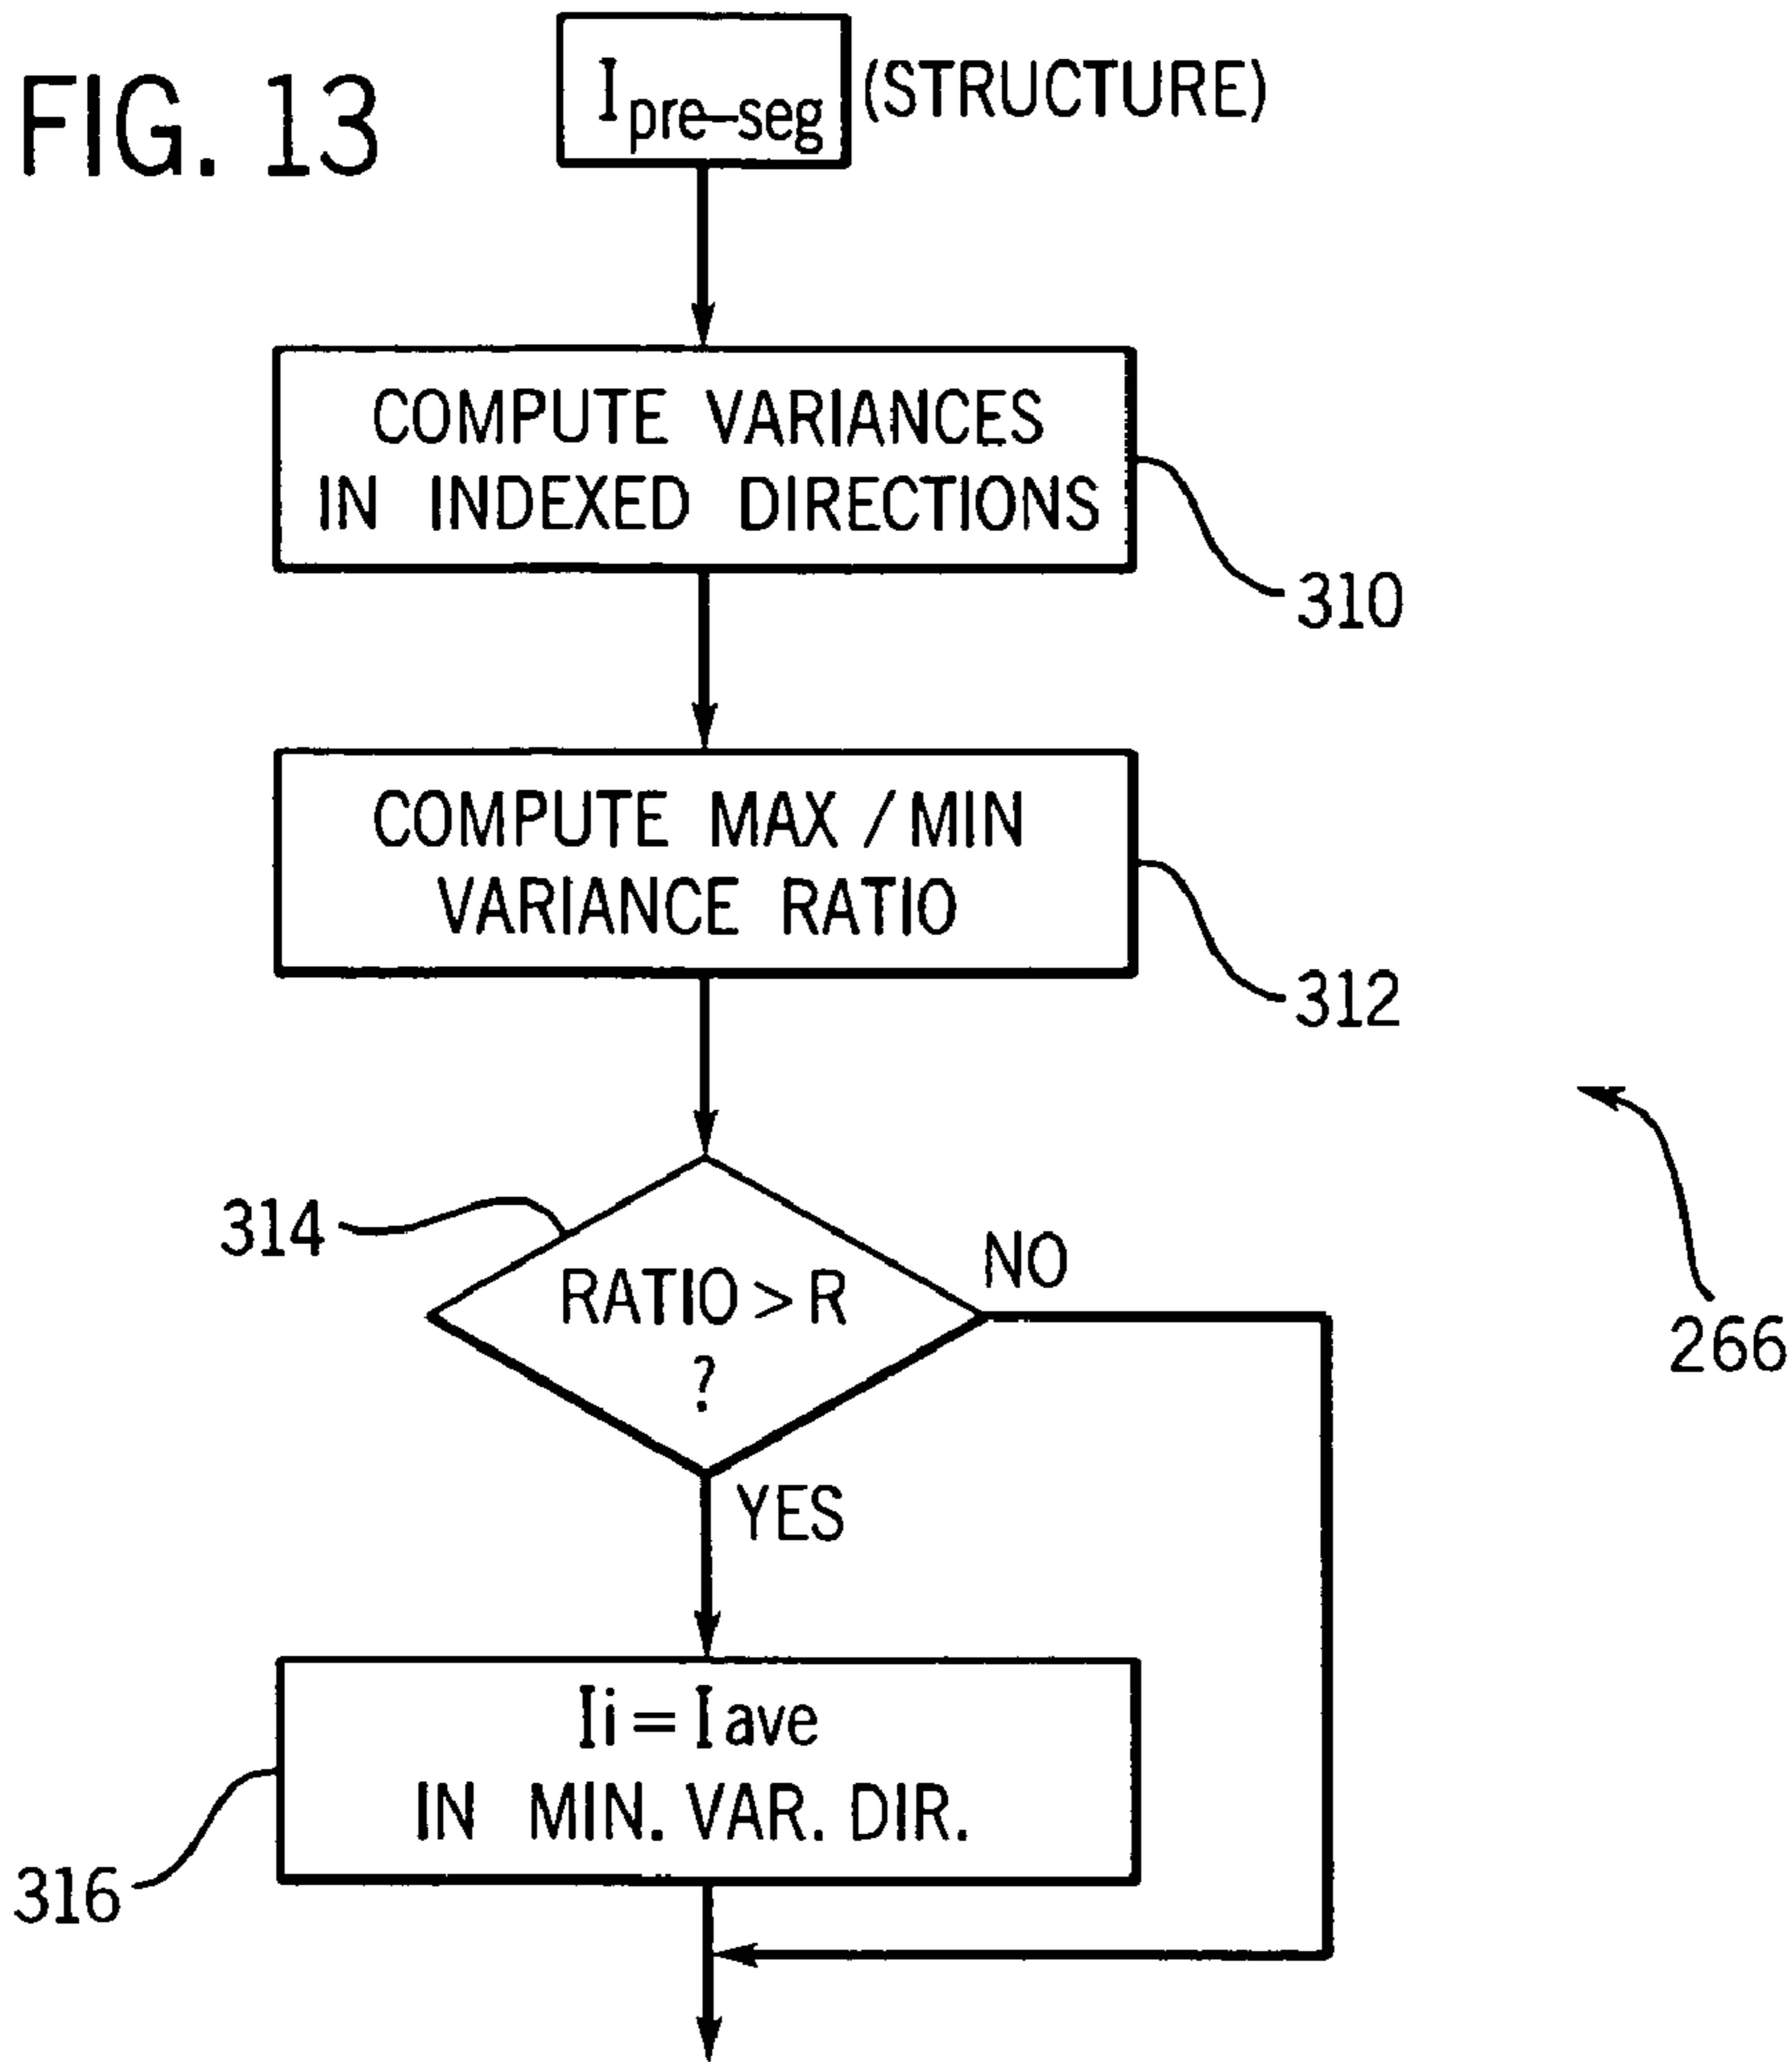 FIG. 13
Ipre-seg (STRUCTURE)
COMPUTE VARIANCES
IN INDEXED DIRECTIONS
310
COMPUTE MAX / MIN
VARIANCE RATIO
312
314
RATIO > R
?
NO
266
YES
Ii = Iave
IN MIN. VAR. DIR.
316